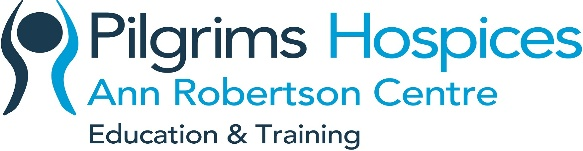 Pilgrims Hospices
Ann Robertson Centre
Education & Training